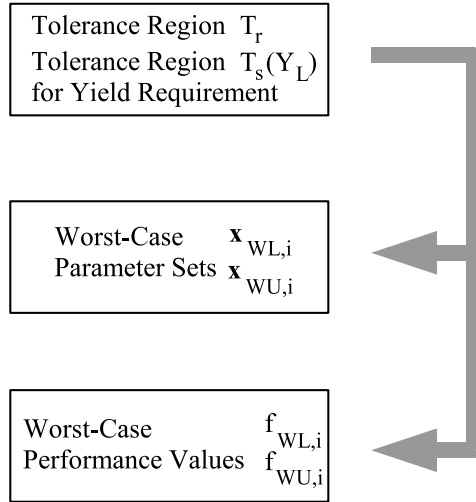 Tolerance Region T_r
Tolerance Region T_s(Y_L)
for Yield Requirement
Worst-Case x_WL,i
Parameter Sets x_WU,i
Worst-Case f_WL,i
Performance Values f_WU,i